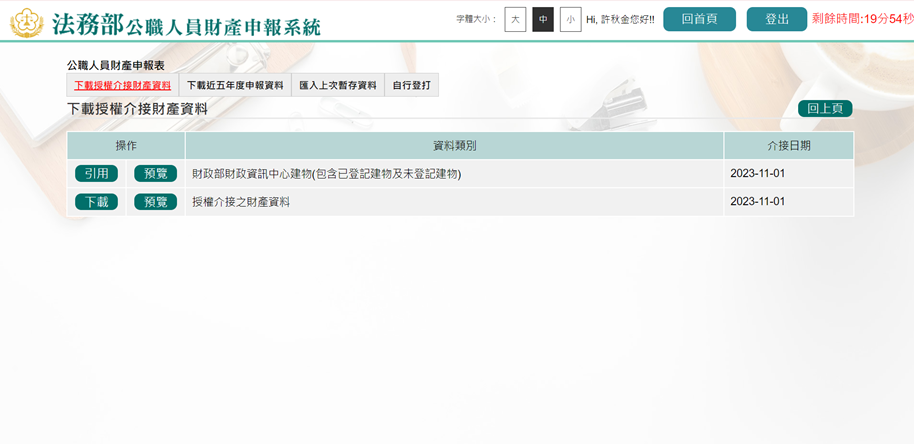 法務部公職人員財產申報系統 字體大小： 大 中 小 Hi, 許秋金您好!! 回首頁 登出 剩餘時間:19分54秒
公職人員財產申報表
下載授權介接財產資料 下載近五年度申報資料 匯入上次暫存資料 自行登打
下載授權介接財產資料 回上頁
操作 資料類別 介接日期
引用 預覽 財政部財政資訊中心建物(包含已登記建物及未登記建物) 2023-11-01
下載 預覽 授權介接之財產資料 2023-11-01